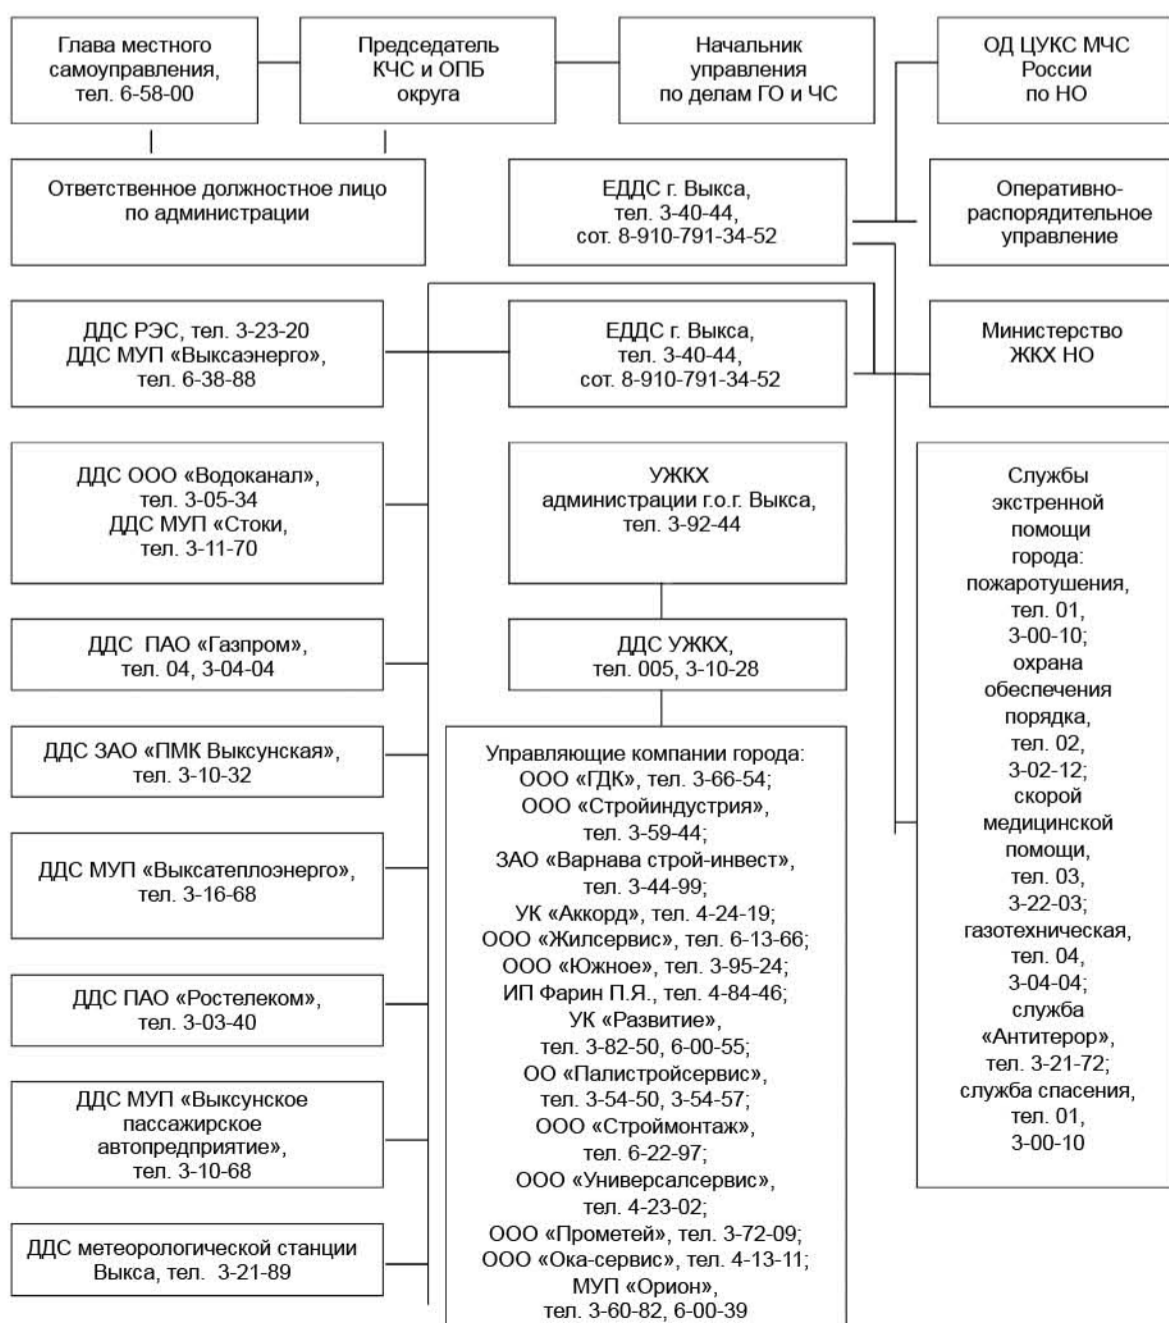 Глава местного
самоуправления,
тел. 6-58-00
Председатель
КЧС и ОПБ
округа
Начальник
управления
по делам ГО и ЧС
ОД ЦУКС МЧС
России
по НО
Ответственное должностное лицо
по администрации
ЕДДС г. Выкса,
тел. 3-40-44,
сот. 8-910-791-34-52
Оперативно-
распорядительное
управление
ДДС РЭС, тел. 3-23-20
ДДС МУП «Выксаэнерго»,
тел. 6-38-88
ЕДДС г. Выкса,
тел. 3-40-44,
сот. 8-910-791-34-52
Министерство
ЖКХ НО
ДДС ООО «Водоканал»,
тел. 3-05-34
ДДС МУП «Стоки,
тел. 3-11-70
УЖКХ
администрации г.о.г. Выкса,
тел. 3-92-44
Службы
экстренной
помощи
города:
пожаротушения,
тел. 01,
3-00-10;
охрана
обеспечения
порядка,
тел. 02,
3-02-12;
скорой
медицинской
помощи,
тел. 03,
3-22-03;
газотехническая,
тел. 04,
3-04-04;
служба
«Антитерор»,
тел. 3-21-72;
служба спасения,
тел. 01,
3-00-10
ДДС ПАО «Газпром»,
тел. 04, 3-04-04
ДДС УЖКХ,
тел. 005, 3-10-28
ДДС ЗАО «ПМК Выксунская»,
тел. 3-10-32
ДДС МУП «Выксатеплоэнерго»,
тел. 3-16-68
ДДС ПАО «Ростелеком»,
тел. 3-03-40
ДДС МУП «Выксунское
пассажирское
автопредприятие»,
тел. 3-10-68
ДДС метеорологической станции
Выкса, тел. 3-21-89
Управляющие компании города:
ООО «ГДК», тел. 3-66-54;
ООО «Стройиндустрия»,
тел. 3-59-44;
ЗАО «Варнава строй-инвест»,
тел. 3-44-99;
УК «Аккорд», тел. 4-24-19;
ООО «Жилсервис», тел. 6-13-66;
ООО «Южное», тел. 3-95-24;
ИП Фарин П.Я., тел. 4-84-46;
УК «Развитие»,
тел. 3-82-50, 6-00-55;
ОО «Палистройсервис»,
тел. 3-54-50, 3-54-57;
ООО «Строймонтаж»,
тел. 6-22-97;
ООО «Универсалсервис»,
тел. 4-23-02;
ООО «Прометей», тел. 3-72-09;
ООО «Ока-сервис», тел. 4-13-11;
МУП «Орион»,
тел. 3-60-82, 6-00-39